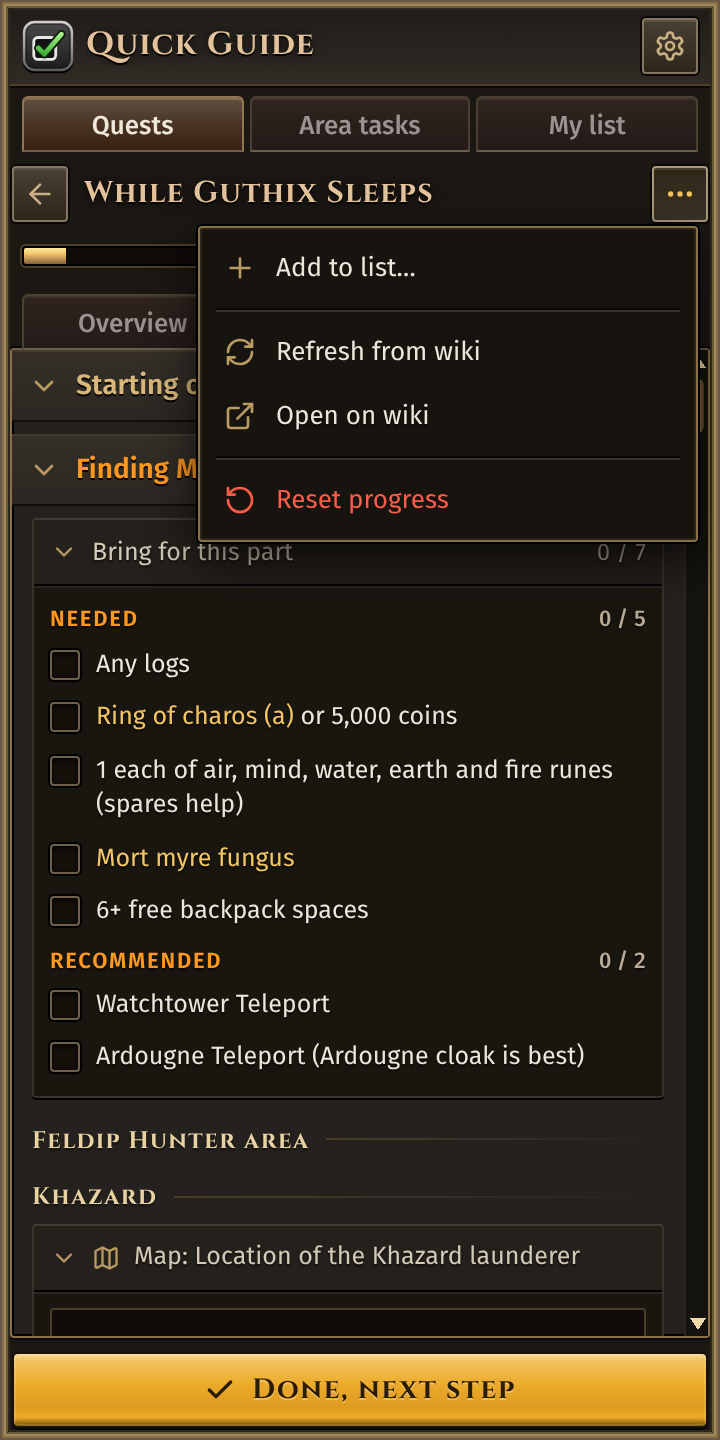 Quick Guide
Quests
Area tasks
My list
While Guthix Sleeps
Add to list...
Refresh from wiki
Open on wiki
Reset progress
Overview
Starting
Finding
Bring for this part
0 / 7
NEEDED
0 / 5
Any logs
Ring of charos (a) or 5,000 coins
1 each of air, mind, water, earth and fire runes
(spares help)
Mort myre fungus
6+ free backpack spaces
RECOMMENDED
0 / 2
Watchtower Teleport
Ardougne Teleport (Ardougne cloak is best)
Feldip Hunter area
Khazard
Map: Location of the Khazard launderer
Done, next step